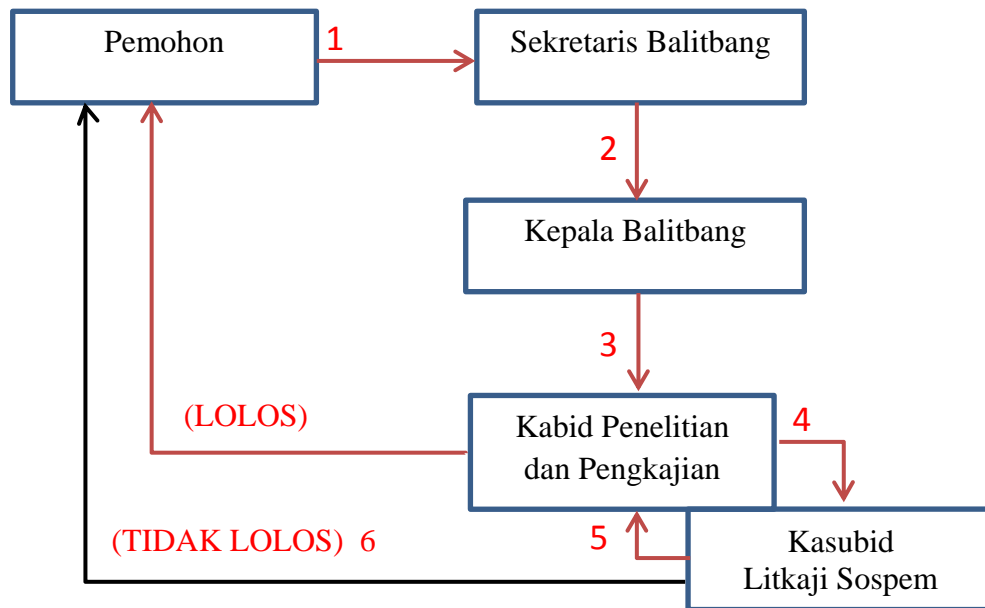 Pemohon
1
Sekretaris Balitbang
2
Kepala Balitbang
3
(LOLOS)
Kabid Penelitian
dan Pengkajian
4
(TIDAK LOLOS) 6
5
Kasubid
Litkaji Sospem